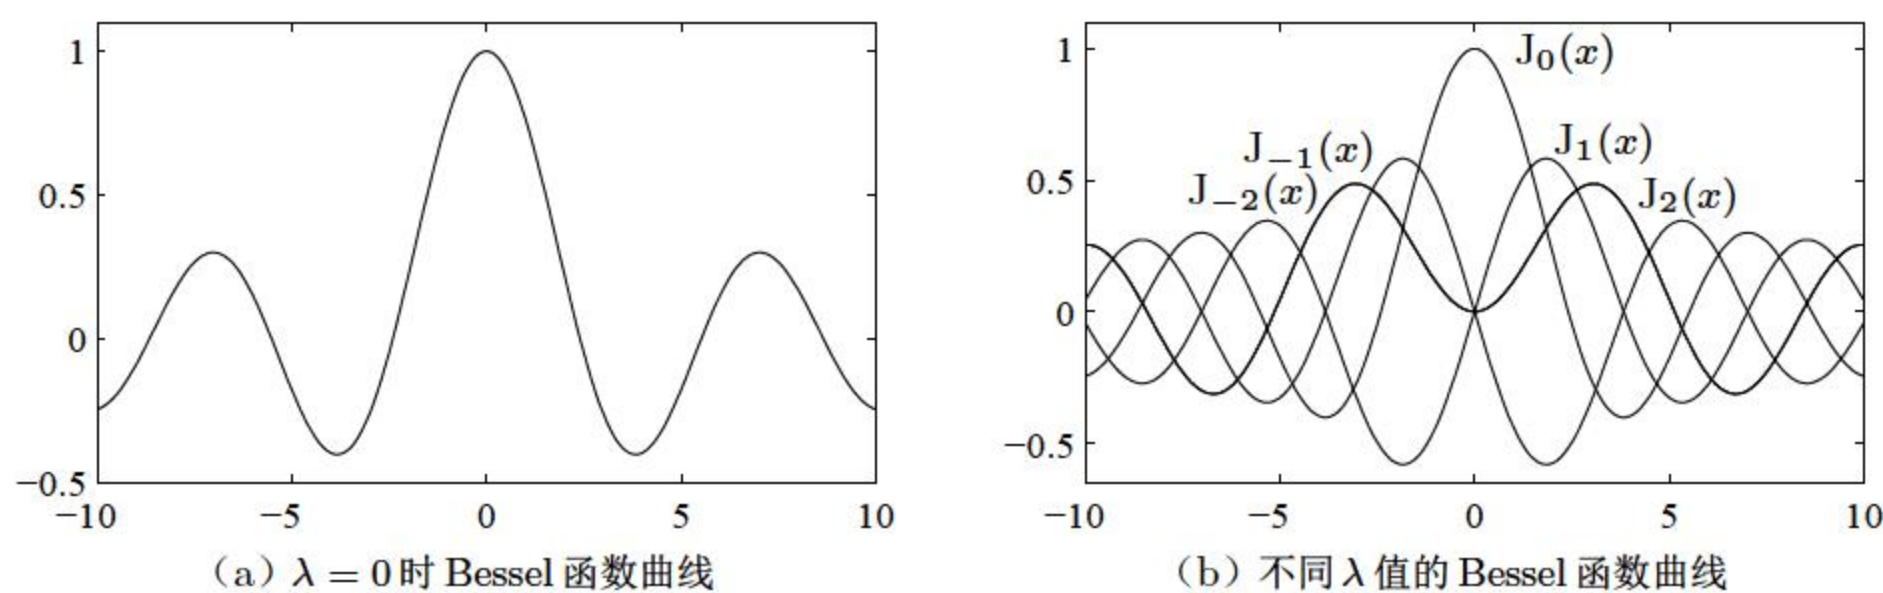 1
0.5
0
−0.5
−10 −5 0 5 10
（a）λ = 0时 Bessel 函数曲线
1
0.5
0
−0.5
−10 −5 0 5 10
J₀(x)
J₋₁(x)
J₁(x)
J₋₂(x)
J₂(x)
（b）不同 λ 值的 Bessel 函数曲线